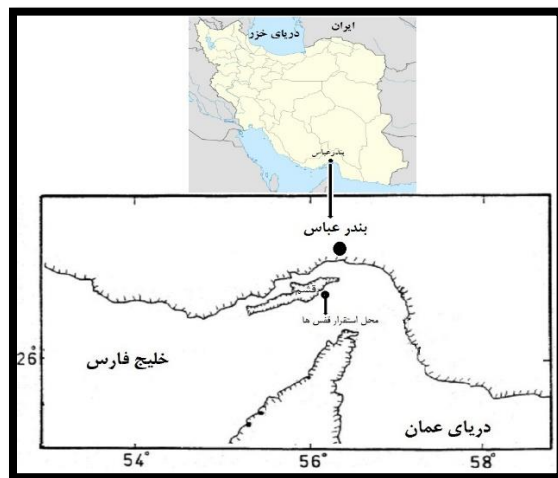 ایران
دریای خزر
بندرعباس
بندر عباس
قشم
محل استقرار قفس ها
26°
خلیج فارس
دریای عمان
54° 56° 58°